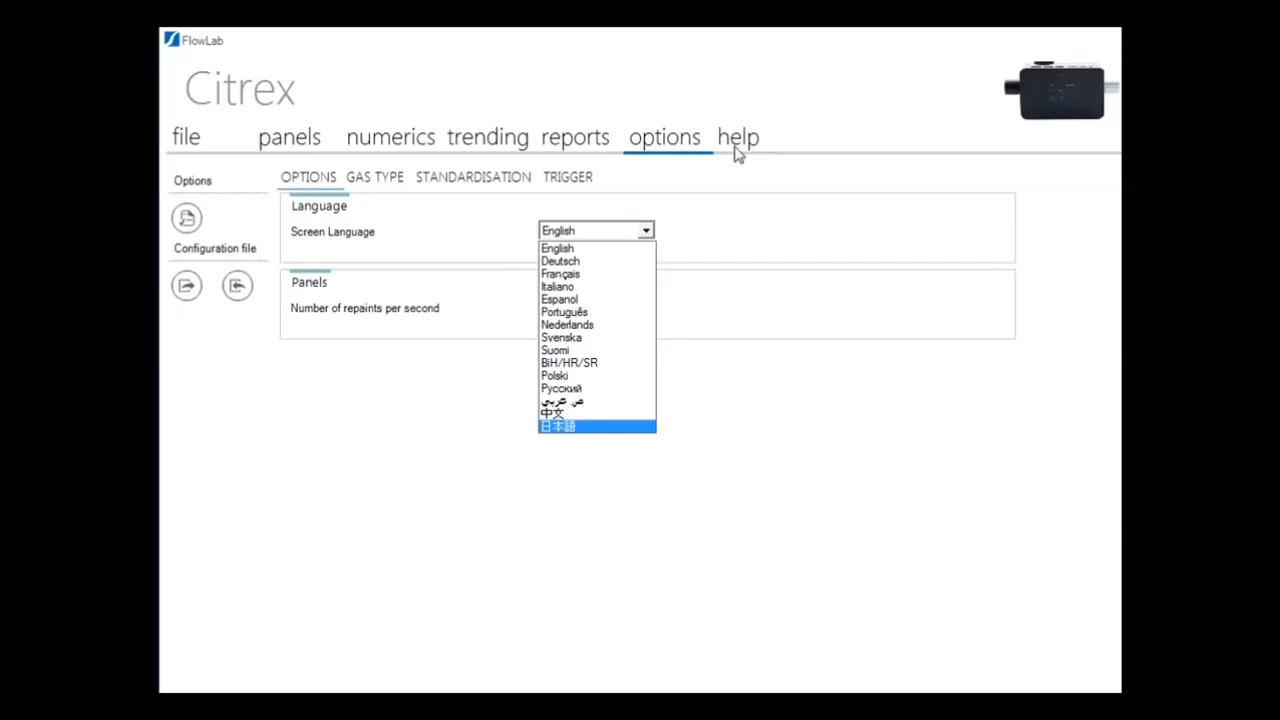 FlowLab
Citrex
file panels numerics trending reports options help
Options
OPTIONS GAS TYPE STANDARDISATION TRIGGER
Language
Screen Language English
Configuration file
English
Deutsch
Français
Italiano
Espanol
Português
Nederlands
Svenska
Suomi
BiH/HR/SR
Polski
Русский
ص. عربي
中文
日本語
Panels
Number of repaints per second